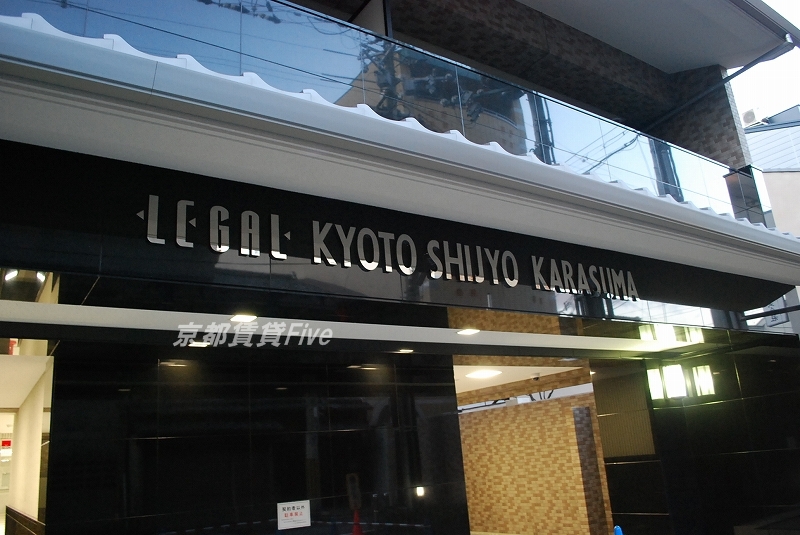 LEGAL KYOTO SHIJYO KARASUMA
京都賃貸Five